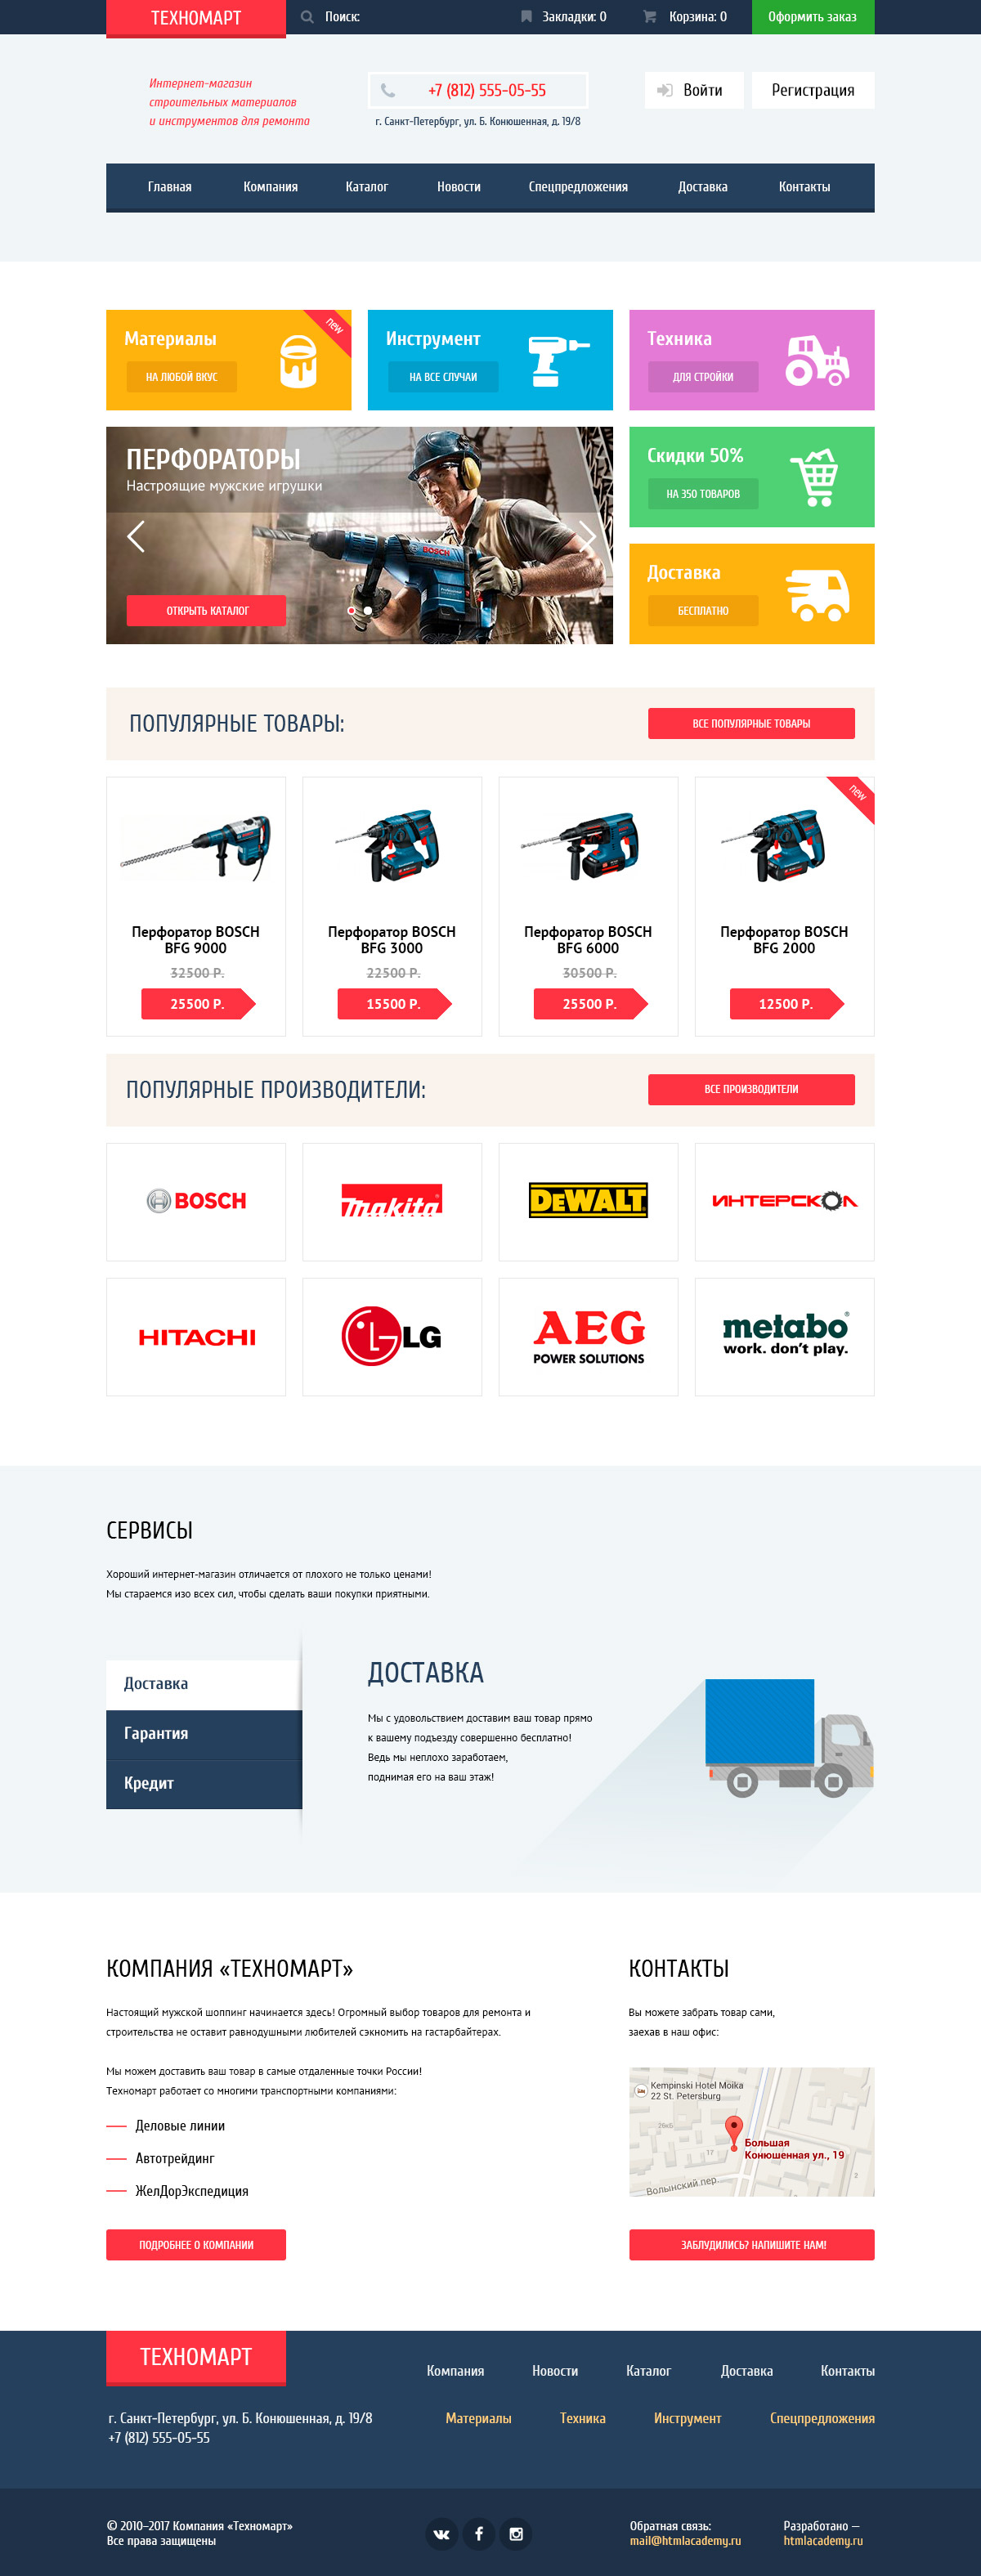 ТЕХНОМАРТ
Поиск:
Закладки: 0
Корзина: 0
Оформить заказ
Интернет-магазин
строительных материалов
и инструментов для ремонта
+7 (812) 555-05-55
г. Санкт-Петербург, ул. Б. Конюшенная, д. 19/8
Войти
Регистрация
Главная
Компания
Каталог
Новости
Спецпредложения
Доставка
Контакты
Материалы
НА ЛЮБОЙ ВКУС
new
Инструмент
НА ВСЕ СЛУЧАИ
Техника
ДЛЯ СТРОЙКИ
ПЕРФОРАТОРЫ
Настоящие мужские игрушки
BOSCH
ОТКРЫТЬ КАТАЛОГ
Скидки 50%
НА 350 ТОВАРОВ
Доставка
БЕСПЛАТНО
ПОПУЛЯРНЫЕ ТОВАРЫ:
ВСЕ ПОПУЛЯРНЫЕ ТОВАРЫ
Перфоратор BOSCH
BFG 9000
32500 Р.
25500 Р.
Перфоратор BOSCH
BFG 3000
22500 Р.
15500 Р.
Перфоратор BOSCH
BFG 6000
30500 Р.
25500 Р.
new
Перфоратор BOSCH
BFG 2000
12500 Р.
ПОПУЛЯРНЫЕ ПРОИЗВОДИТЕЛИ:
ВСЕ ПРОИЗВОДИТЕЛИ
BOSCH
makita
DEWALT
ИНТЕРСКОЛ
HITACHI
LG
AEG
POWER SOLUTIONS
metabo®
work. don't play.
СЕРВИСЫ
Хороший интернет-магазин отличается от плохого не только ценами!
Мы стараемся изо всех сил, чтобы сделать ваши покупки приятными.
Доставка
Гарантия
Кредит
ДОСТАВКА
Мы с удовольствием доставим ваш товар прямо
к вашему подъезду совершенно бесплатно!
Ведь мы неплохо заработаем,
поднимая его на ваш этаж!
КОМПАНИЯ «ТЕХНОМАРТ»
Настоящий мужской шоппинг начинается здесь! Огромный выбор товаров для ремонта и
строительства не оставит равнодушными любителей сэкномить на гастарбайтерах.
Мы можем доставить ваш товар в самые отдаленные точки России!
Техномарт работает со многими транспортными компаниями:
Деловые линии
Автотрейдинг
ЖелДорЭкспедиция
ПОДРОБНЕЕ О КОМПАНИИ
КОНТАКТЫ
Вы можете забрать товар сами,
заехав в наш офис:
Kempinski Hotel Moika
22 St. Petersburg
26к5
17
Большая
Конюшенная ул., 19
2
Волынский пер.
ЗАБЛУДИЛИСЬ? НАПИШИТЕ НАМ!
ТЕХНОМАРТ
Компания
Новости
Каталог
Доставка
Контакты
г. Санкт-Петербург, ул. Б. Конюшенная, д. 19/8
+7 (812) 555-05-55
Материалы
Техника
Инструмент
Спецпредложения
© 2010–2017 Компания «Техномарт»
Все права защищены
Обратная связь:
mail@htmlacademy.ru
Разработано —
htmlacademy.ru